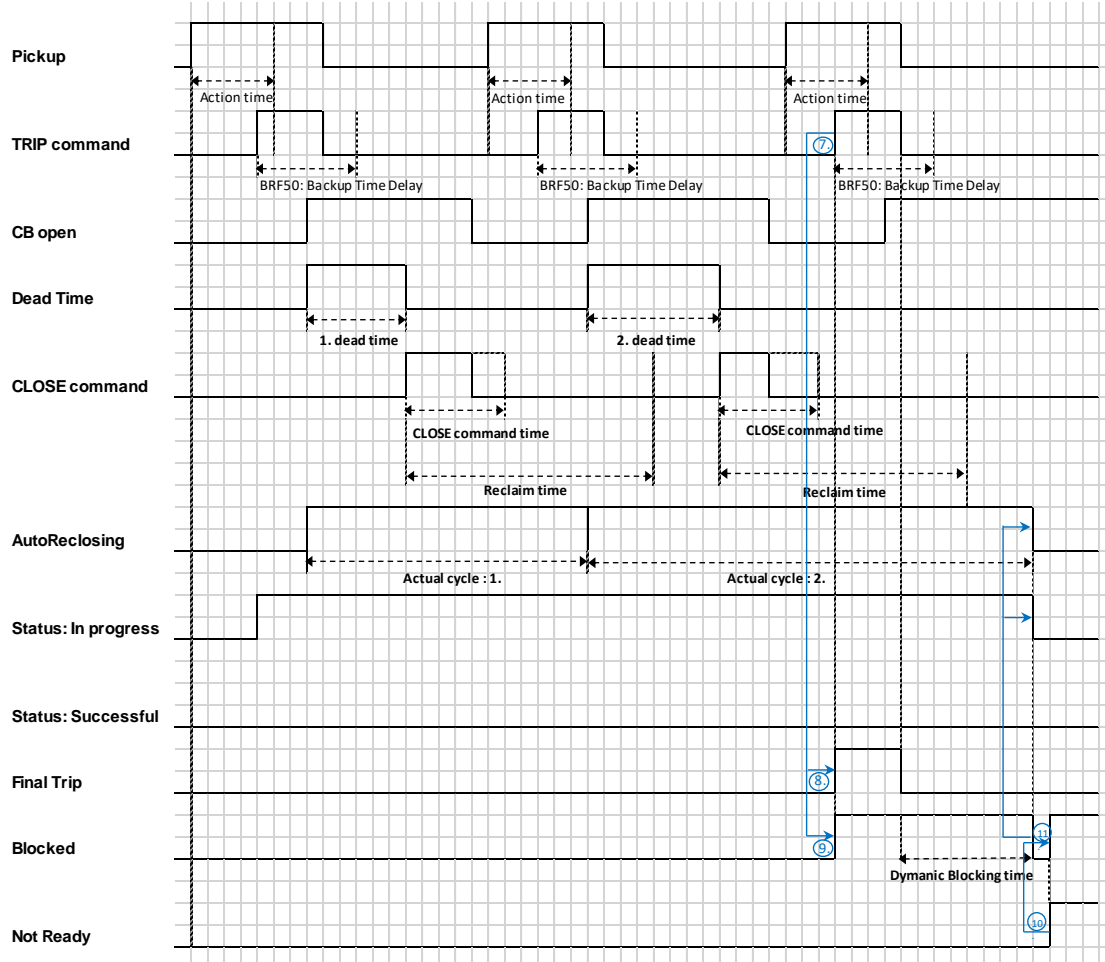 Pickup
Action time
Action time
Action time
TRIP command
7.
BRF50: Backup Time Delay
BRF50: Backup Time Delay
BRF50: Backup Time Delay
CB open
Dead Time
1. dead time
2. dead time
CLOSE command
CLOSE command time
CLOSE command time
Reclaim time
Reclaim time
AutoReclosing
Actual cycle : 1.
Actual cycle : 2.
Status: In progress
Status: Successful
Final Trip
8.
Blocked
9.
11.
Dymanic Blocking time
Not Ready
10.